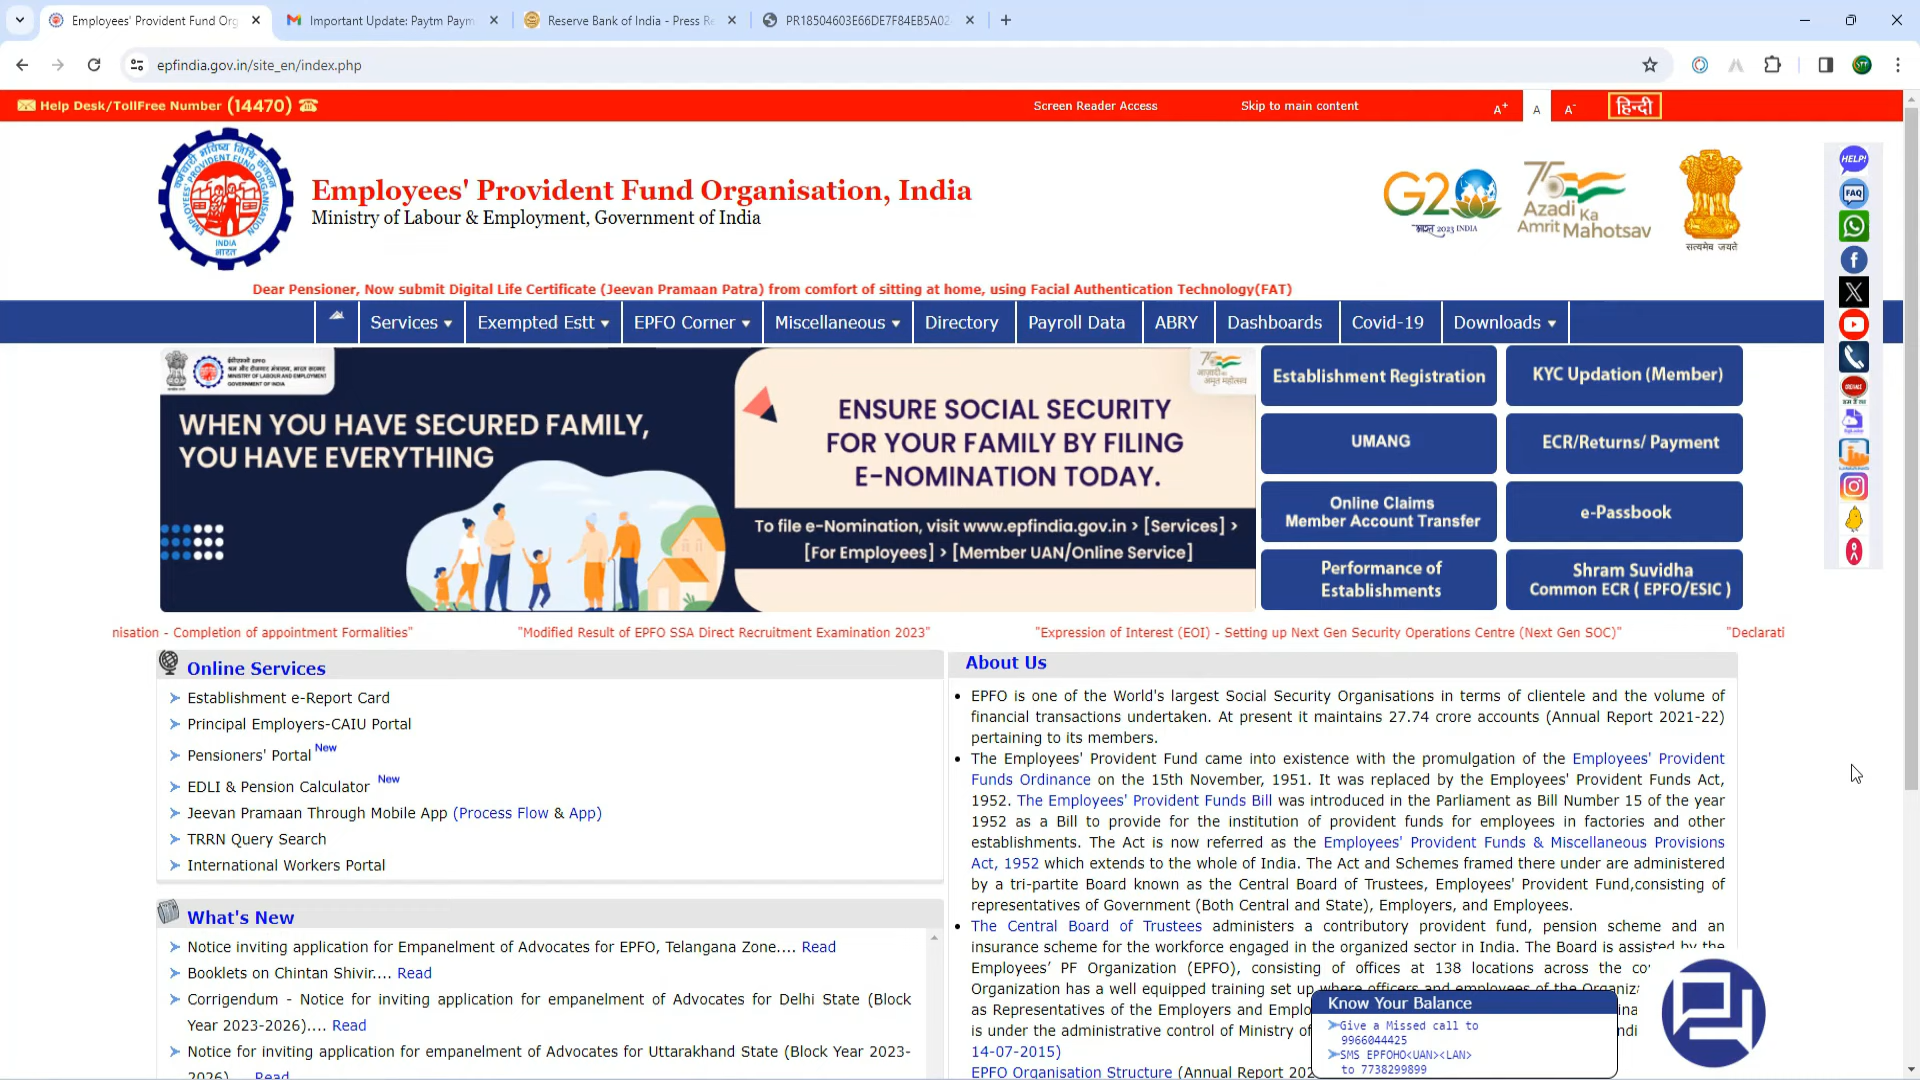 Employees' Provident Fund Org
Important Update: Paytm Paym
Reserve Bank of India - Press Re
PR18504603E66DE7F84EB5A02
epfindia.gov.in/site_en/index.php
Help Desk/TollFree Number (14470)
Screen Reader Access
Skip to main content
A+
A
A-
हिन्दी
HELP!
FAQ
Employees' Provident Fund Organisation, India
Ministry of Labour & Employment, Government of India
G20
भारत 2023 INDIA
75
Azadi Ka
Amrit Mahotsav
सत्यमेव जयते
Dear Pensioner, Now submit Digital Life Certificate (Jeevan Pramaan Patra) from comfort of sitting at home, using Facial Authentication Technology(FAT)
Services
Exempted Estt
EPFO Corner
Miscellaneous
Directory
Payroll Data
ABRY
Dashboards
Covid-19
Downloads
WHEN YOU HAVE SECURED FAMILY,
YOU HAVE EVERYTHING
ENSURE SOCIAL SECURITY
FOR YOUR FAMILY BY FILING
E-NOMINATION TODAY.
To file e-Nomination, visit www.epfindia.gov.in > [Services] >
[For Employees] > [Member UAN/Online Service]
Establishment Registration
KYC Updation (Member)
UMANG
ECR/Returns/ Payment
Online Claims
Member Account Transfer
e-Passbook
Performance of
Establishments
Shram Suvidha
Common ECR ( EPFO/ESIC )
nisation - Completion of appointment Formalities"
"Modified Result of EPFO SSA Direct Recruitment Examination 2023"
"Expression of Interest (EOI) - Setting up Next Gen Security Operations Centre (Next Gen SOC)"
"Declarati
Online Services
Establishment e-Report Card
Principal Employers-CAIU Portal
Pensioners' Portal New
EDLI & Pension Calculator New
Jeevan Pramaan Through Mobile App (Process Flow & App)
TRRN Query Search
International Workers Portal
What's New
Notice inviting application for Empanelment of Advocates for EPFO, Telangana Zone.... Read
Booklets on Chintan Shivir.... Read
Corrigendum - Notice for inviting application for empanelment of Advocates for Delhi State (Block
Year 2023-2026).... Read
Notice for inviting application for empanelment of Advocates for Uttarakhand State (Block Year 2023-
2026).... Read
About Us
EPFO is one of the World's largest Social Security Organisations in terms of clientele and the volume of
financial transactions undertaken. At present it maintains 27.74 crore accounts (Annual Report 2021-22)
pertaining to its members.
The Employees' Provident Fund came into existence with the promulgation of the Employees' Provident
Funds Ordinance on the 15th November, 1951. It was replaced by the Employees' Provident Funds Act,
1952. The Employees' Provident Funds Bill was introduced in the Parliament as Bill Number 15 of the year
1952 as a Bill to provide for the institution of provident funds for employees in factories and other
establishments. The Act is now referred as the Employees' Provident Funds & Miscellaneous Provisions
Act, 1952 which extends to the whole of India. The Act and Schemes framed there under are administered
by a tri-partite Board known as the Central Board of Trustees, Employees' Provident Fund,consisting of
representatives of Government (Both Central and State), Employers, and Employees.
The Central Board of Trustees administers a contributory provident fund, pension scheme and an
insurance scheme for the workforce engaged in the organized sector in India. The Board is assisted by the
Employees' PF Organization (EPFO), consisting of offices at 138 locations across the co
Organization has a well equipped training set up where officers and employees of the Organiz
as Representatives of the Employers and Emplo
is under the administrative control of Ministry of
14-07-2015)
EPFO Organisation Structure (Annual Report 202
Know Your Balance
Give a Missed call to
9966044425
SMS EPFOHO<UAN><LAN>
to 7738299899